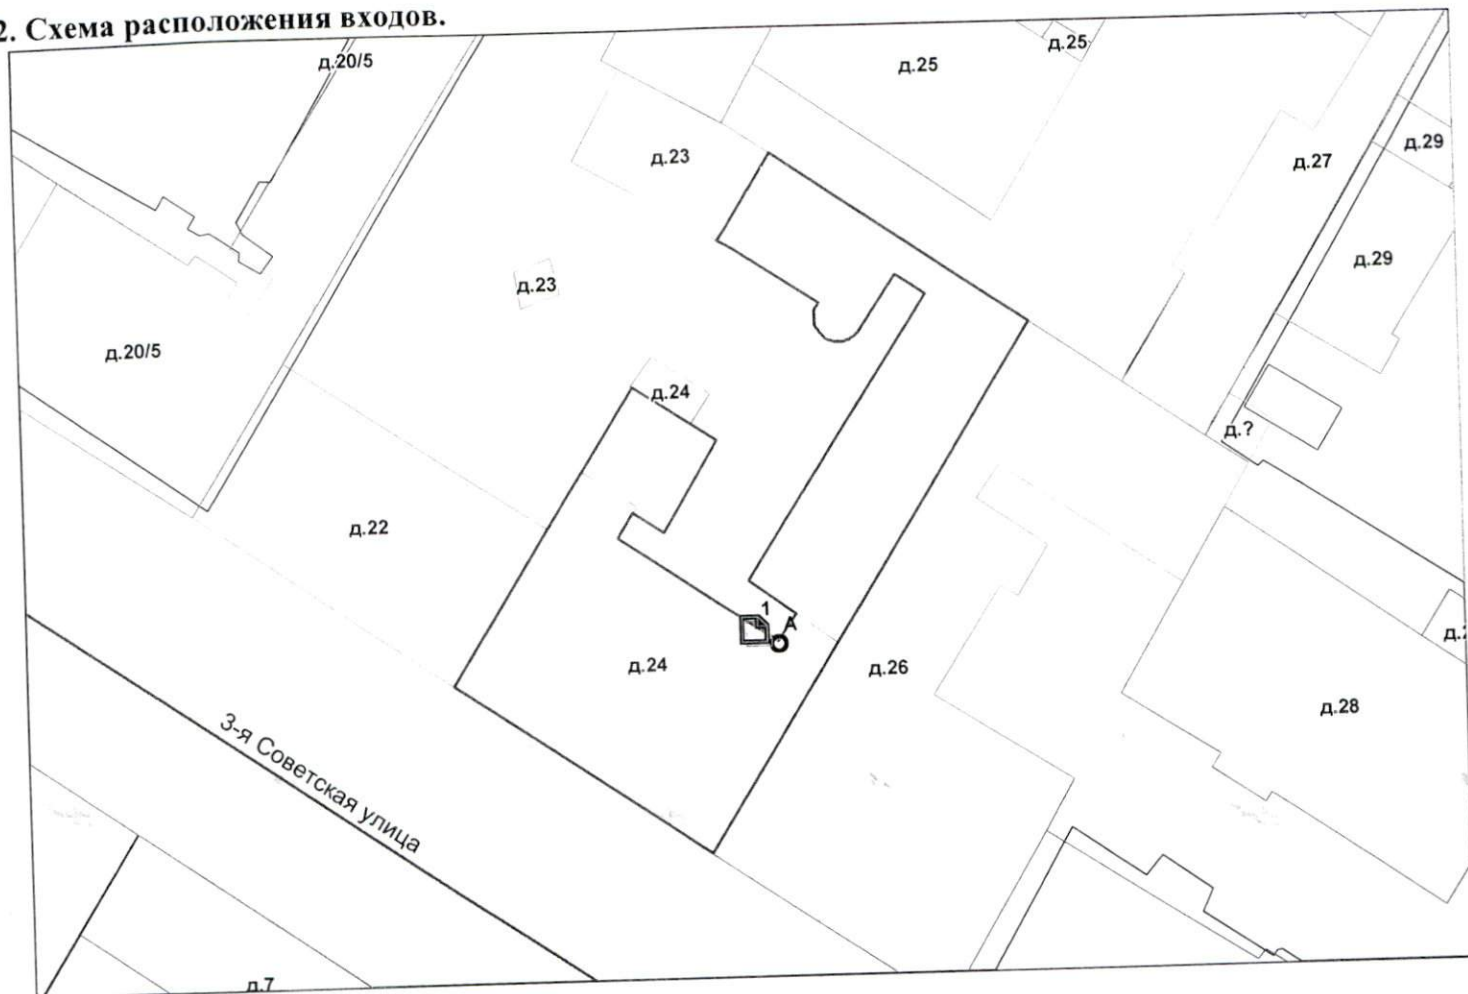 2. Схема расположения входов.
д.20/5
д.25
д.25
д.23
д.27
д.29
д.29
д.23
д.20/5
д.24
д.?
д.22
1
А
д.24
д.26
д.28
3-я Советская улица
д.7